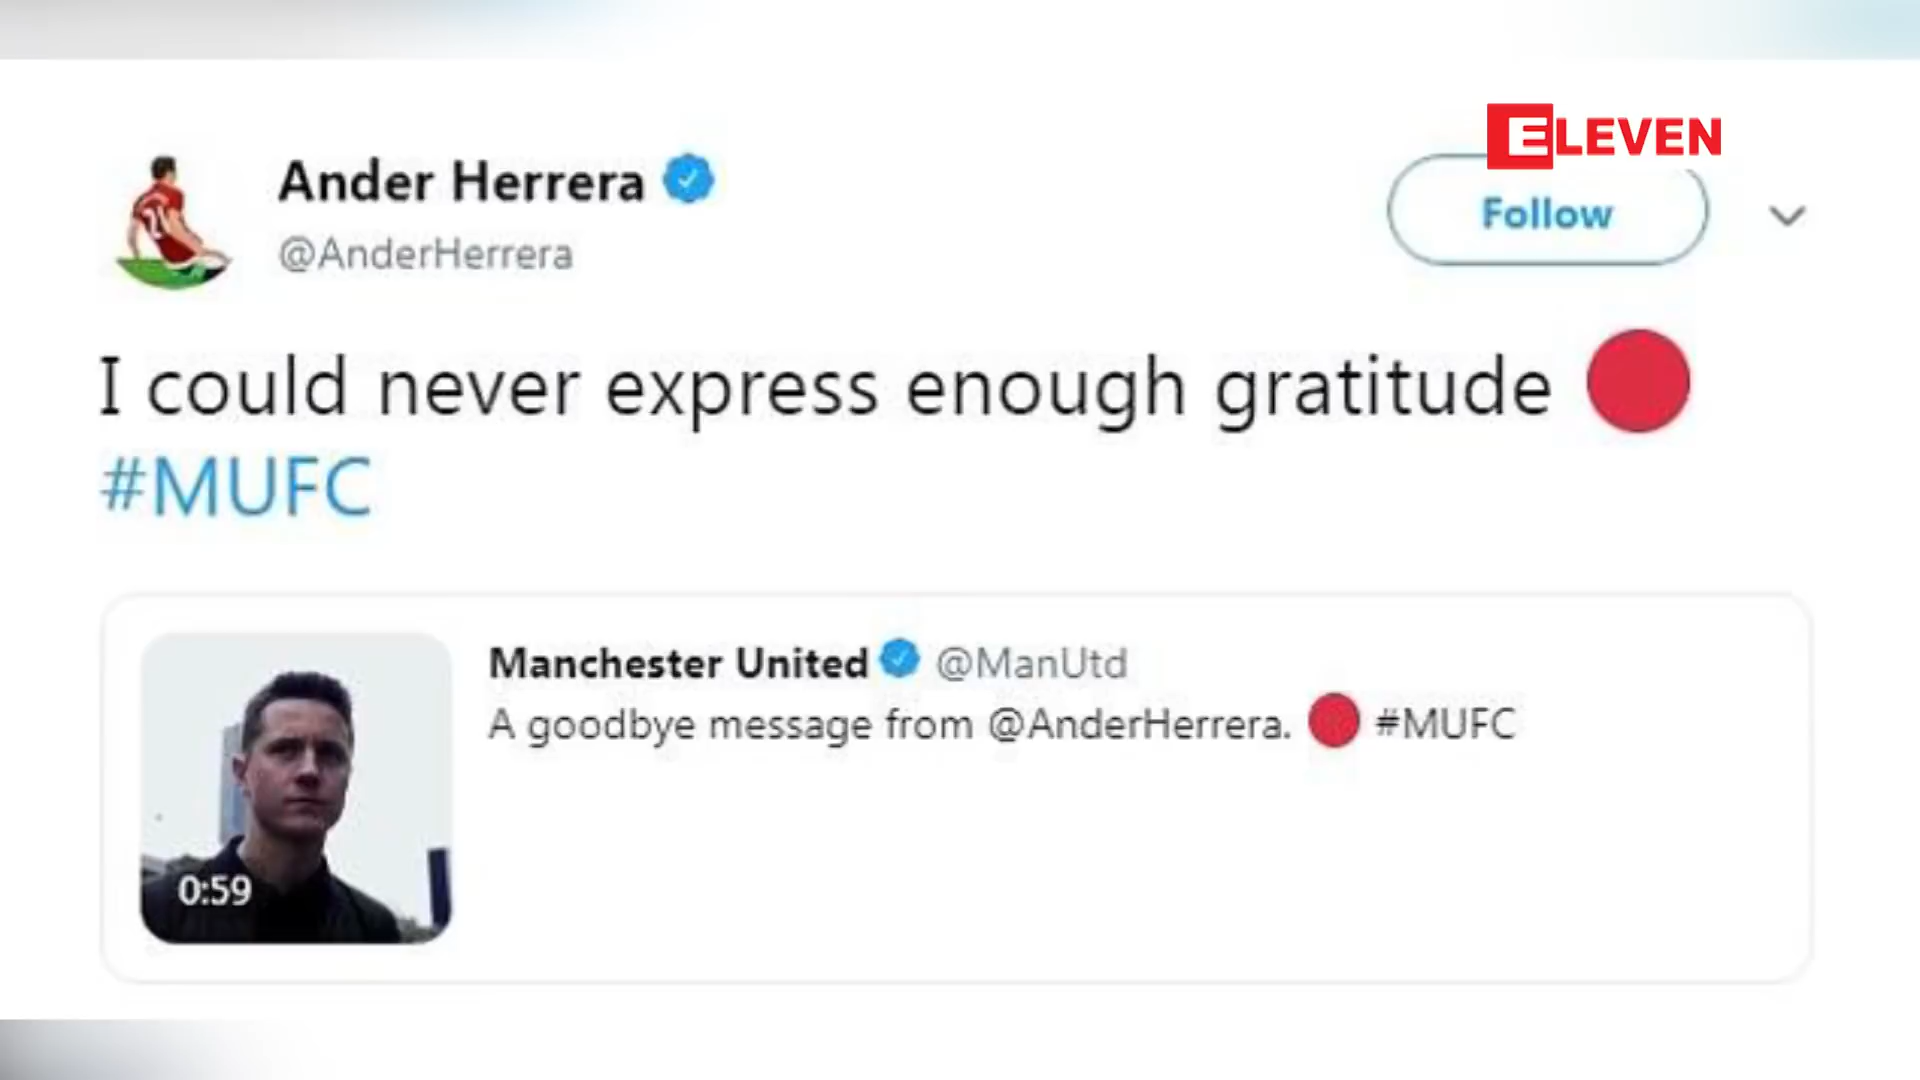 ELEVEN
Ander Herrera
@AnderHerrera
Follow
I could never express enough gratitude 🔴
#MUFC
Manchester United @ManUtd
A goodbye message from @AnderHerrera. 🔴 #MUFC
0:59
21